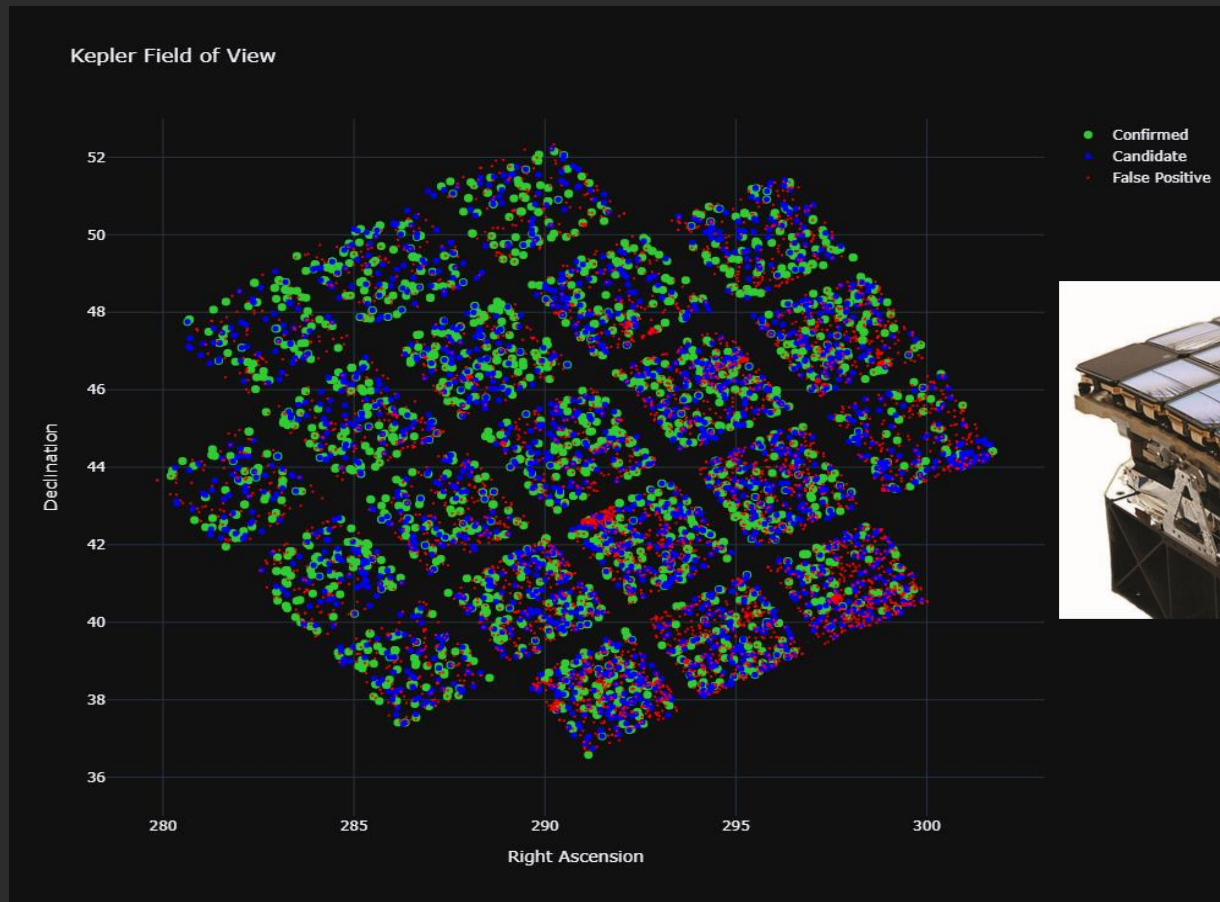 Kepler Field of View
Confirmed
Candidate
False Positive
52
50
48
46
44
42
40
38
36
Declination
280 285 290 295 300
Right Ascension